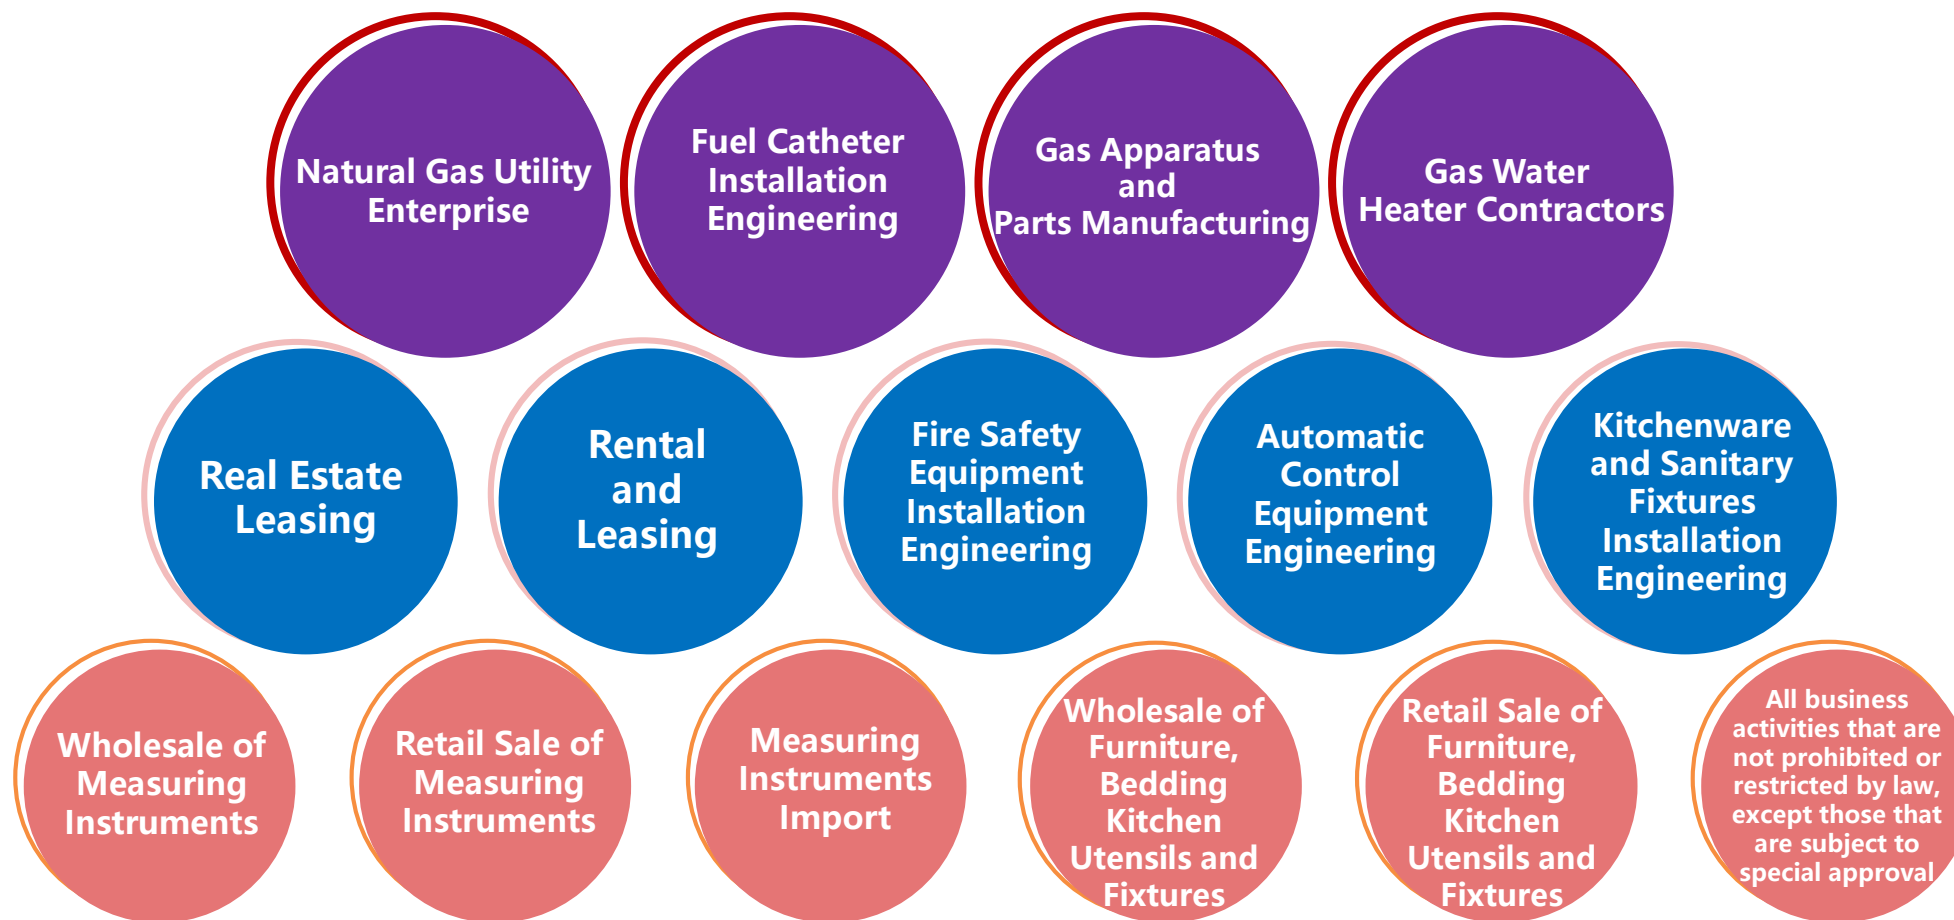 Natural Gas Utility
Enterprise
Fuel Catheter
Installation
Engineering
Gas Apparatus
and
Parts Manufacturing
Gas Water
Heater Contractors
Real Estate
Leasing
Rental
and
Leasing
Fire Safety
Equipment
Installation
Engineering
Automatic
Control
Equipment
Engineering
Kitchenware
and Sanitary
Fixtures
Installation
Engineering
Wholesale of
Measuring
Instruments
Retail Sale of
Measuring
Instruments
Measuring
Instruments
Import
Wholesale of
Furniture,
Bedding
Kitchen
Utensils and
Fixtures
Retail Sale of
Furniture,
Bedding
Kitchen
Utensils and
Fixtures
All business
activities that are
not prohibited or
restricted by law,
except those that
are subject to
special approval